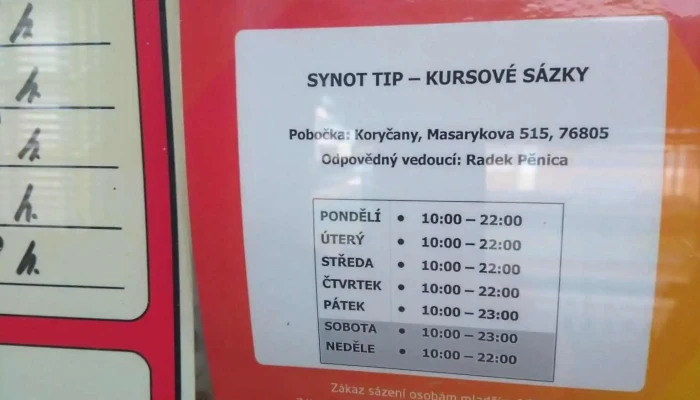 h.
h.
h.
h.
h.
SYNOT TIP – KURSOVÉ SÁZKY
Pobočka: Koryčany, Masarykova 515, 76805
Odpovědný vedoucí: Radek Pěnica
PONDĚLÍ • 10:00 – 22:00
ÚTERÝ • 10:00 – 22:00
STŘEDA • 10:00 – 22:00
ČTVRTEK • 10:00 – 22:00
PÁTEK • 10:00 – 23:00
SOBOTA • 10:00 – 23:00
NEDĚLE • 10:00 – 22:00
Zákaz sázení osobám